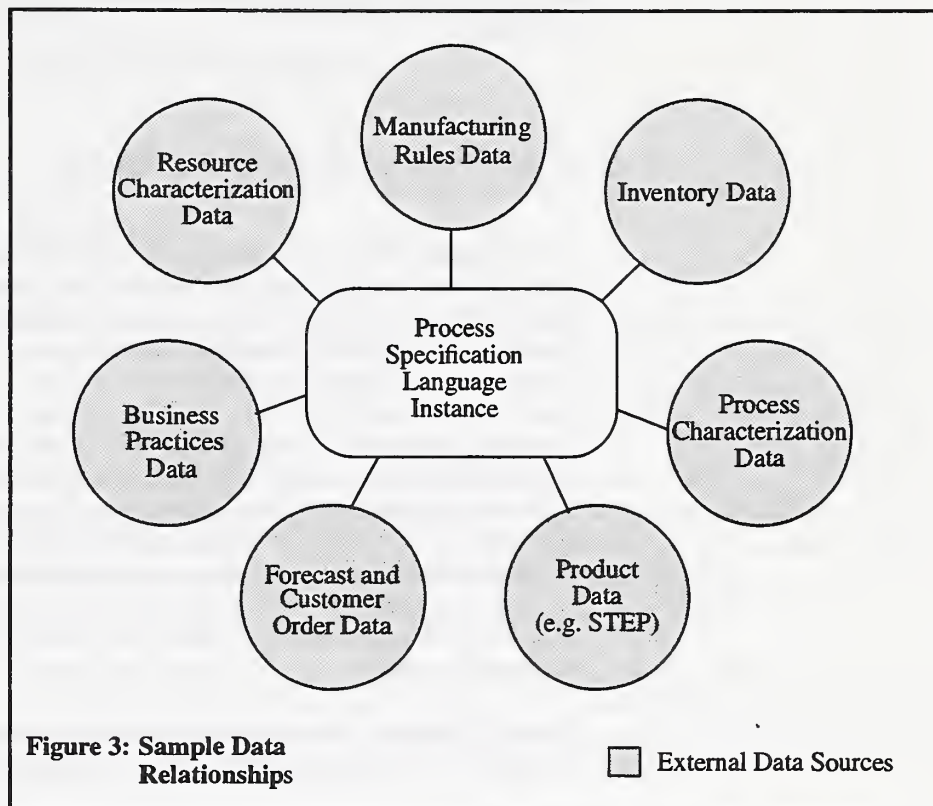 Manufacturing
Rules Data
Resource
Characterization
Data
Inventory Data
Process
Specification
Language
Instance
Business
Practices
Data
Process
Characterization
Data
Forecast and
Customer
Order Data
Product
Data
(e.g. STEP)
Figure 3: Sample Data
Relationships
External Data Sources